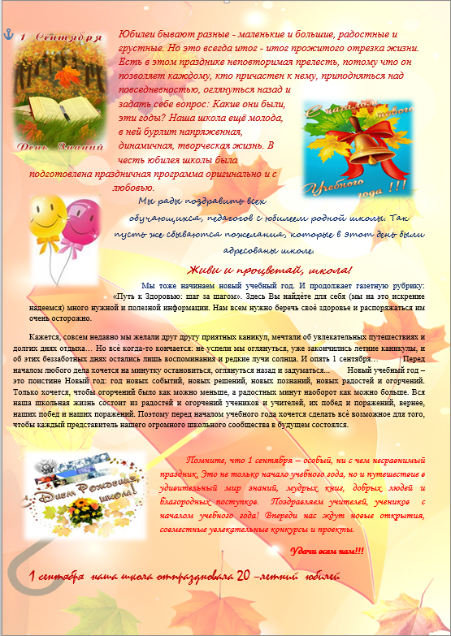 1 Сентября
День Знаний
Юбилеи бывают разные - маленькие и большие, радостные и
грустные. Но это всегда итог - итог прожитого отрезка жизни.
Есть в этом празднике неповторимая прелесть, потому что он
позволяет каждому, кто причастен к нему, приподняться над
повседневностью, оглянуться назад и
задать себе вопрос: Какие они были,
эти годы? Наша школа ещё молода,
в ней бурлит напряженная,
динамичная, творческая жизнь. В
честь юбилея школы была
подготовлена праздничная программа оригинально и с
любовью.
С началом нового
Учебного
года !!!
Мы рады поздравить всех
обучающихся, педагогов с юбилеем родной школы. Так
пусть же сбываются пожелания, которые в этот день были
адресованы школе.
Живи и процветай, школа!
Мы тоже начинаем новый учебный год. И продолжает газетную рубрику:
«Путь к Здоровью: шаг за шагом». Здесь Вы найдёте для себя (мы на это искренне
надеемся) много нужной и полезной информации. Нам всем нужно беречь своё здоровье и распоряжаться им
очень осторожно.
Кажется, совсем недавно мы желали друг другу приятных каникул, мечтали об увлекательных путешествиях и
долгих днях отдыха... Но всё когда-то кончается: не успели мы оглянуться, уже закончились летние каникулы, и
об этих беззаботных днях остались лишь воспоминания и редкие лучи солнца. И опять 1 сентября... Перед
началом любого дела хочется на минутку остановиться, оглянуться назад и задуматься... Новый учебный год –
это поистине Новый год: год новых событий, новых решений, новых познаний, новых радостей и огорчений.
Только хочется, чтобы огорчений было как можно меньше, а радостных минут наоборот как можно больше. Вся
наша школьная жизнь состоит из радостей и огорчений учеников и учителей, их побед и поражений, вернее,
наших побед и наших поражений. Поэтому перед началом учебного года хочется сделать всё возможное для того,
чтобы каждый представитель нашего огромного школьного сообщества в будущем состоялся.
С Днем Рождения,
школа!
Помните, что 1 сентября – особый, ни с чем несравнимый
праздник. Это не только начало учебного года, но и путешествие в
удивительный мир знаний, мудрых книг, добрых людей и
благородных поступков. Поздравляем учителей, учеников с
началом учебного года! Впереди нас ждут новые открытия,
совместные увлекательные конкурсы и проекты.
Удачи всем нам!!!
1 сентября наша школа отпраздновала 20 –летний юбилей